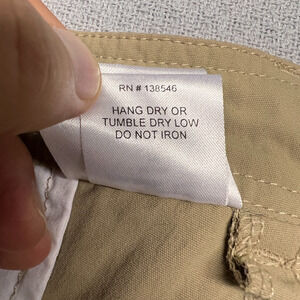 RN # 138546
HANG DRY OR
TUMBLE DRY LOW
DO NOT IRON